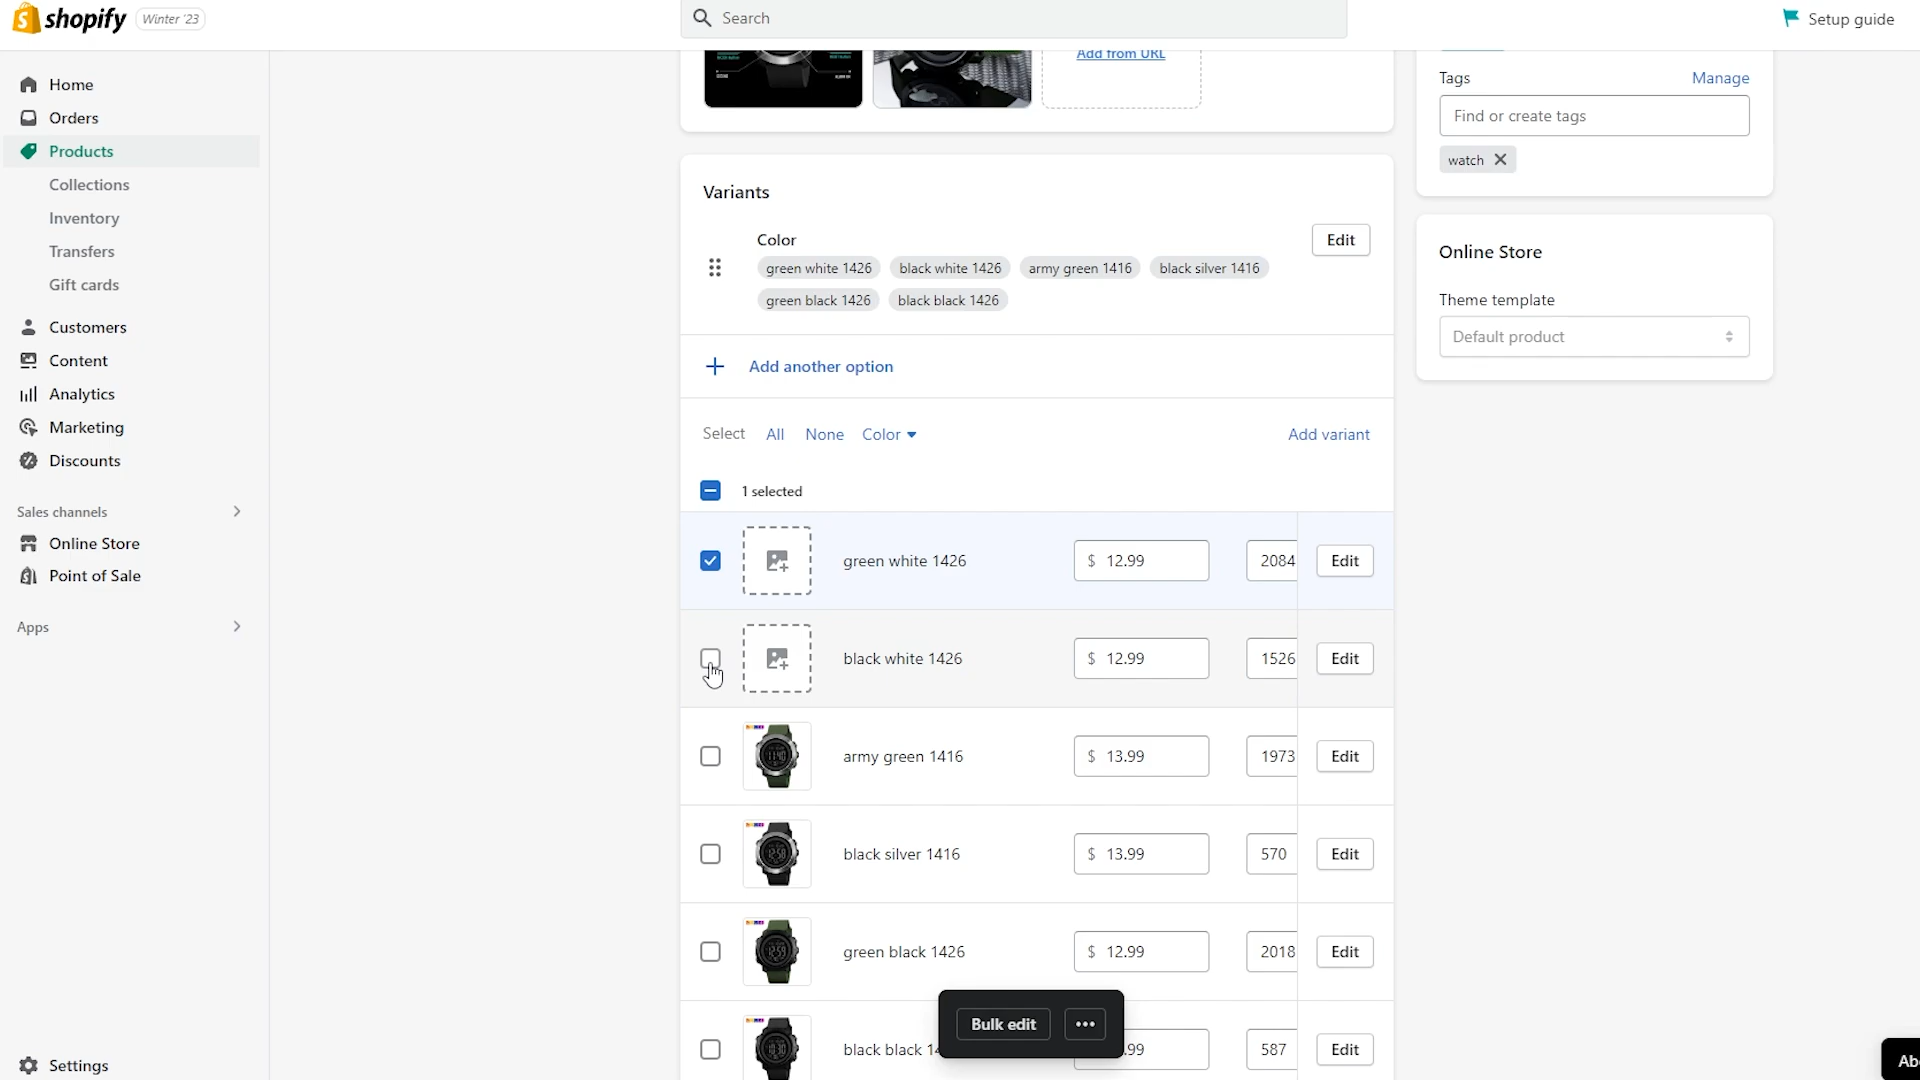 shopify Winter '23
Search
Setup guide
Home
Orders
Products
Collections
Inventory
Transfers
Gift cards
Customers
Content
Analytics
Marketing
Discounts
Sales channels
Online Store
Point of Sale
Apps
Settings
Add from URL
Variants
Color
Edit
green white 1426 black white 1426 army green 1416 black silver 1416
green black 1426 black black 1426
Add another option
Select All None Color Add variant
1 selected
green white 1426 $ 12.99 2084 Edit
black white 1426 $ 12.99 1526 Edit
army green 1416 $ 13.99 1973 Edit
black silver 1416 $ 13.99 570 Edit
green black 1426 $ 12.99 2018 Edit
black black 587 Edit
Bulk edit
Tags Manage
Find or create tags
watch
Online Store
Theme template
Default product